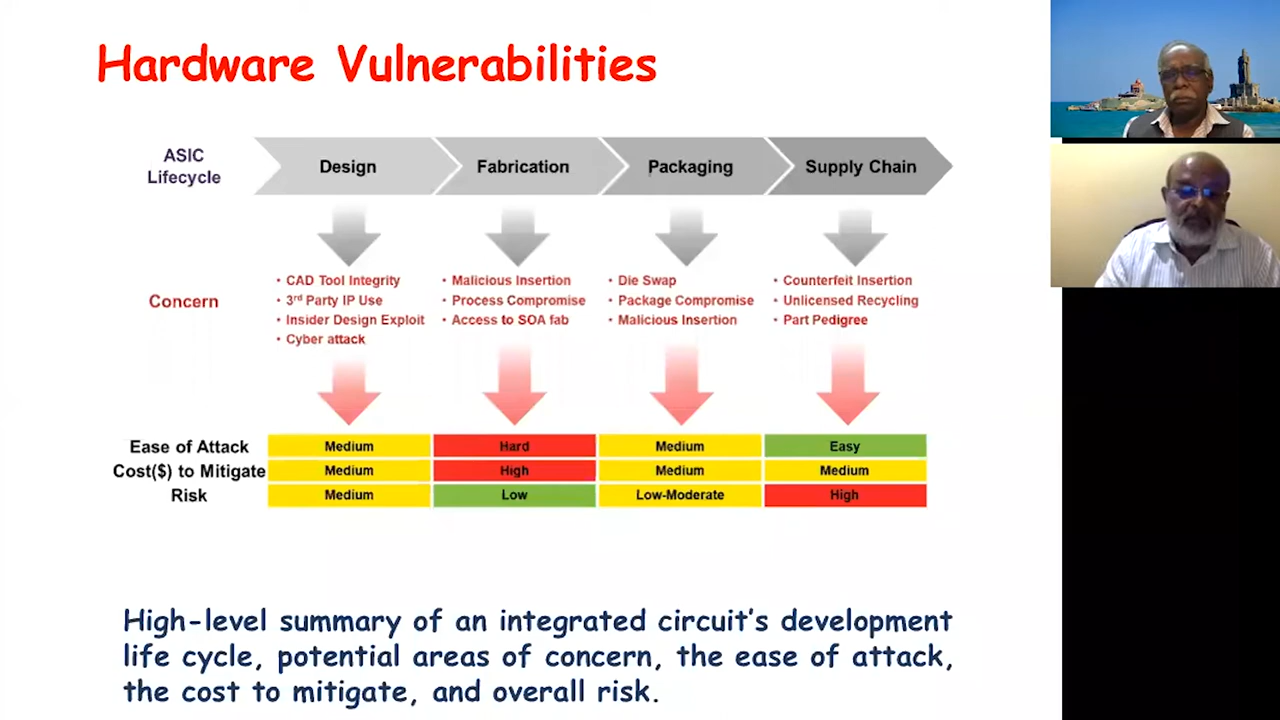 Hardware Vulnerabilities
ASIC
Lifecycle
Design
Fabrication
Packaging
Supply Chain
Concern
• CAD Tool Integrity
• 3rd Party IP Use
• Insider Design Exploit
• Cyber attack
• Malicious Insertion
• Process Compromise
• Access to SOA fab
• Die Swap
• Package Compromise
• Malicious Insertion
• Counterfeit Insertion
• Unlicensed Recycling
• Part Pedigree
Ease of Attack Medium Hard Medium Easy
Cost($) to Mitigate Medium High Medium Medium
Risk Medium Low Low-Moderate High
High-level summary of an integrated circuit's development
life cycle, potential areas of concern, the ease of attack,
the cost to mitigate, and overall risk.